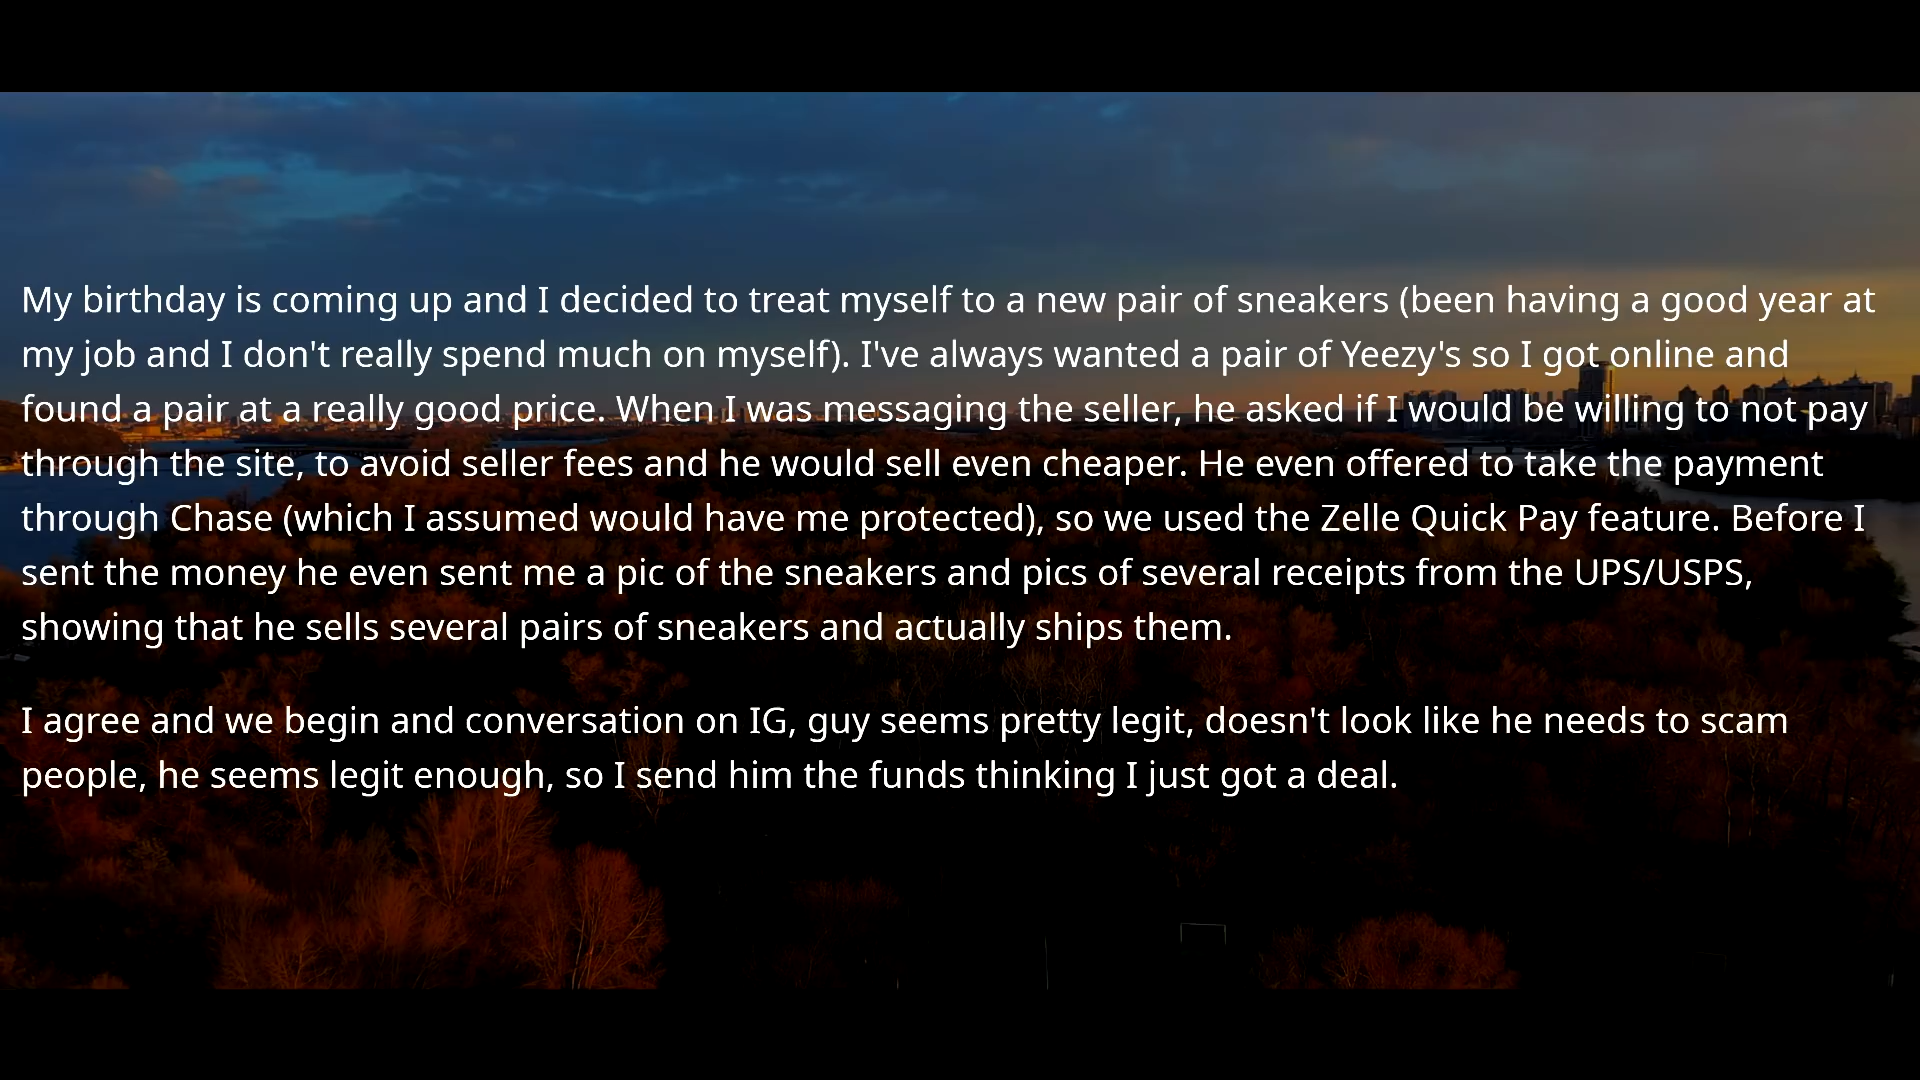 My birthday is coming up and I decided to treat myself to a new pair of sneakers (been having a good year at
my job and I don't really spend much on myself). I've always wanted a pair of Yeezy's so I got online and
found a pair at a really good price. When I was messaging the seller, he asked if I would be willing to not pay
through the site, to avoid seller fees and he would sell even cheaper. He even offered to take the payment
through Chase (which I assumed would have me protected), so we used the Zelle Quick Pay feature. Before I
sent the money he even sent me a pic of the sneakers and pics of several receipts from the UPS/USPS,
showing that he sells several pairs of sneakers and actually ships them.
I agree and we begin and conversation on IG, guy seems pretty legit, doesn't look like he needs to scam
people, he seems legit enough, so I send him the funds thinking I just got a deal.